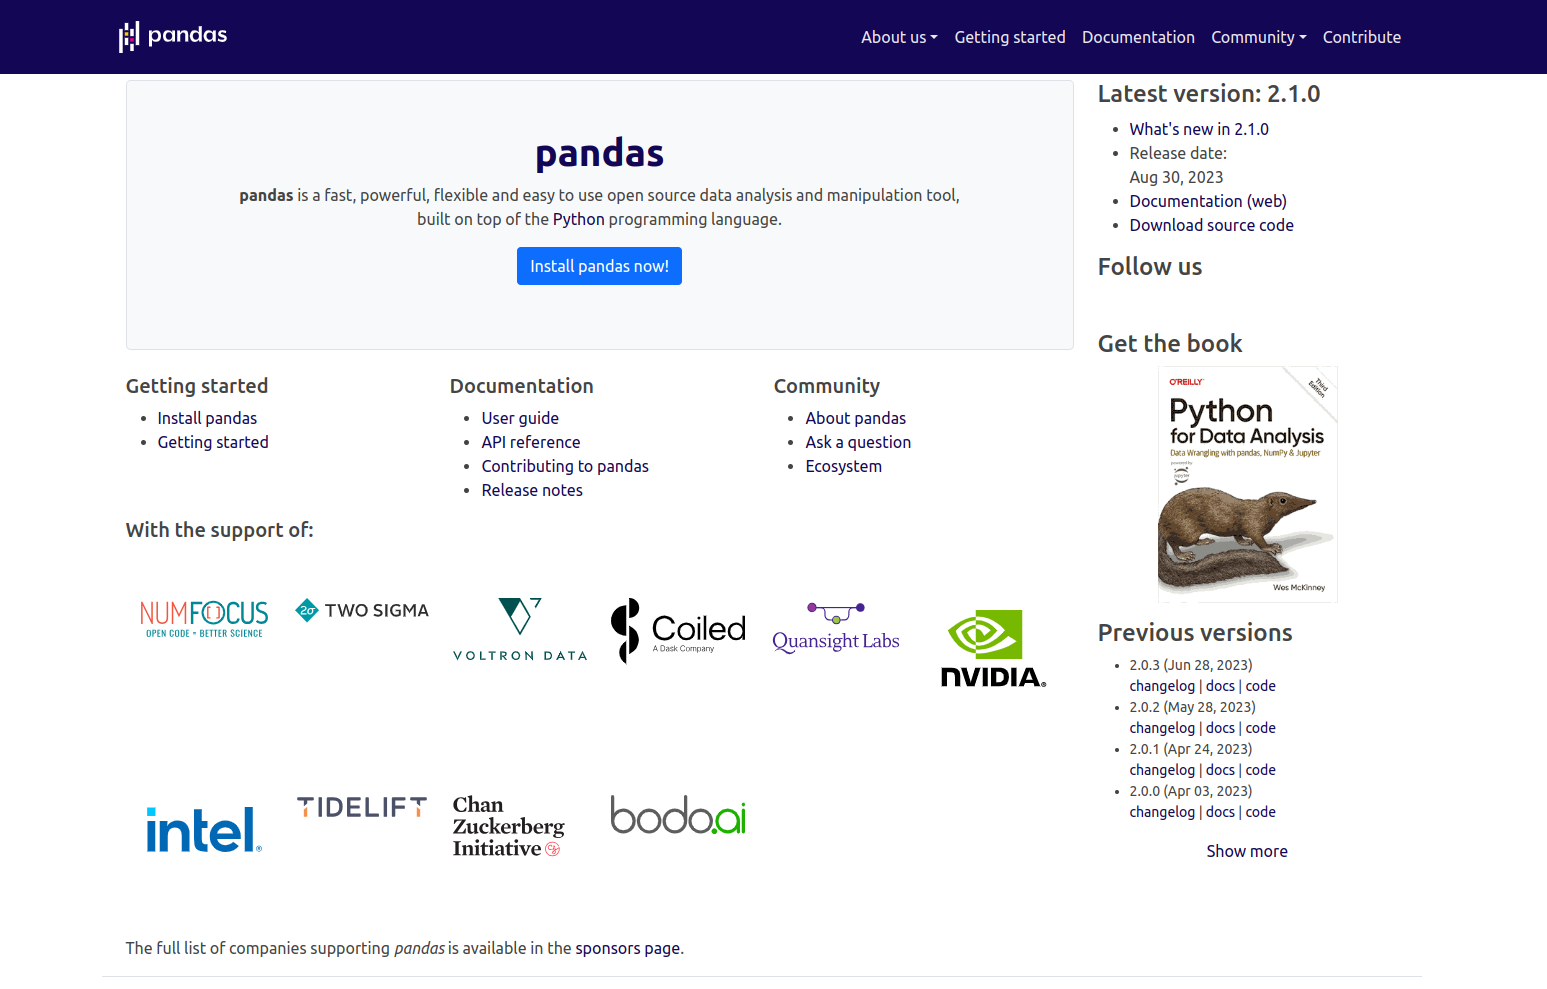 pandas
About us
Getting started
Documentation
Community
Contribute
pandas
pandas is a fast, powerful, flexible and easy to use open source data analysis and manipulation tool,
built on top of the Python programming language.
Install pandas now!
Getting started
Install pandas
Getting started
Documentation
User guide
API reference
Contributing to pandas
Release notes
Community
About pandas
Ask a question
Ecosystem
With the support of:
NUMFOCUS
OPEN CODE = BETTER SCIENCE
2σ TWO SIGMA
VOLTRON DATA
Coiled
A Dask Company
Quansight Labs
NVIDIA.®
intel®
TIDELIFT
Chan
Zuckerberg
Initiative
bodo.ai
The full list of companies supporting pandas is available in the sponsors page.
Latest version: 2.1.0
What's new in 2.1.0
Release date:
Aug 30, 2023
Documentation (web)
Download source code
Follow us
Get the book
O'REILLY®
Third
Edition
Python
for Data Analysis
Data Wrangling with pandas, NumPy & Jupyter
powered by
jupyter
Wes McKinney
Previous versions
2.0.3 (Jun 28, 2023)
changelog | docs | code
2.0.2 (May 28, 2023)
changelog | docs | code
2.0.1 (Apr 24, 2023)
changelog | docs | code
2.0.0 (Apr 03, 2023)
changelog | docs | code
Show more